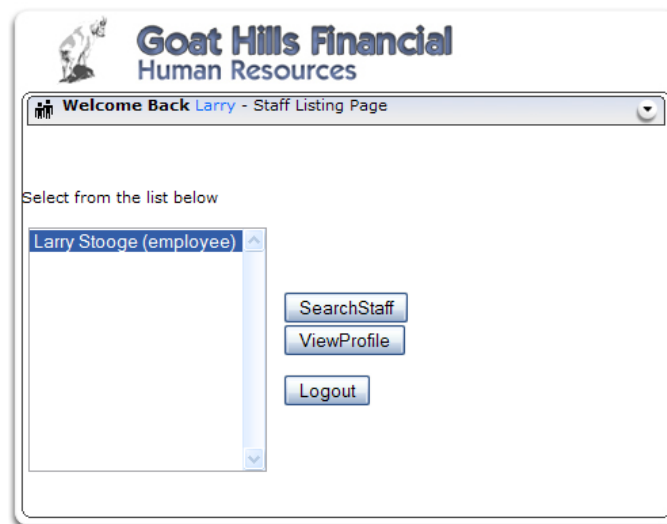 Goat Hills Financial
Human Resources
Welcome Back Larry - Staff Listing Page
Select from the list below
Larry Stooge (employee)
SearchStaff
ViewProfile
Logout